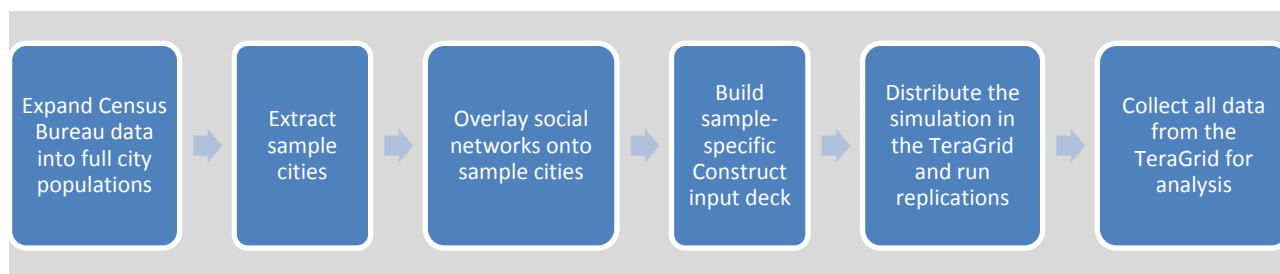 Expand Census
Bureau data
into full city
populations
Extract
sample
cities
Overlay social
networks onto
sample cities
Build
sample-
specific
Construct
input deck
Distribute the
simulation in
the TeraGrid
and run
replications
Collect all data
from the
TeraGrid for
analysis